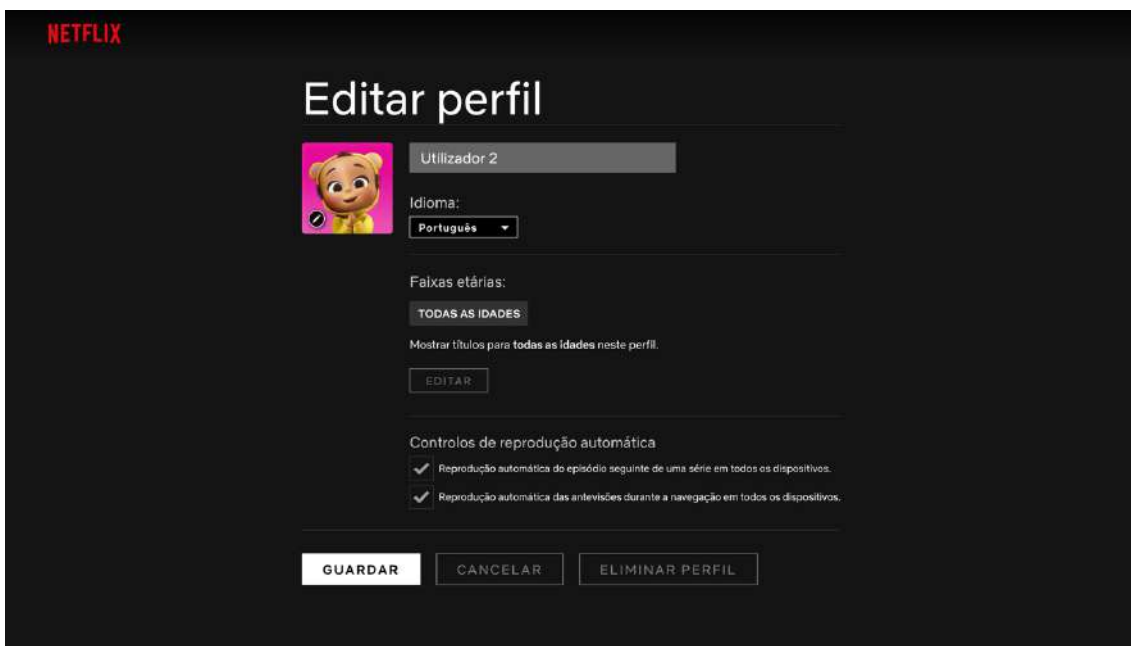 NETFLIX
Editar perfil
Utilizador 2
Idioma:
Português
Faixas etárias:
TODAS AS IDADES
Mostrar títulos para todas as idades neste perfil.
EDITAR
Controlos de reprodução automática
Reprodução automática do episódio seguinte de uma série em todos os dispositivos.
Reprodução automática das antevisões durante a navegação em todos os dispositivos.
GUARDAR
CANCELAR
ELIMINAR PERFIL